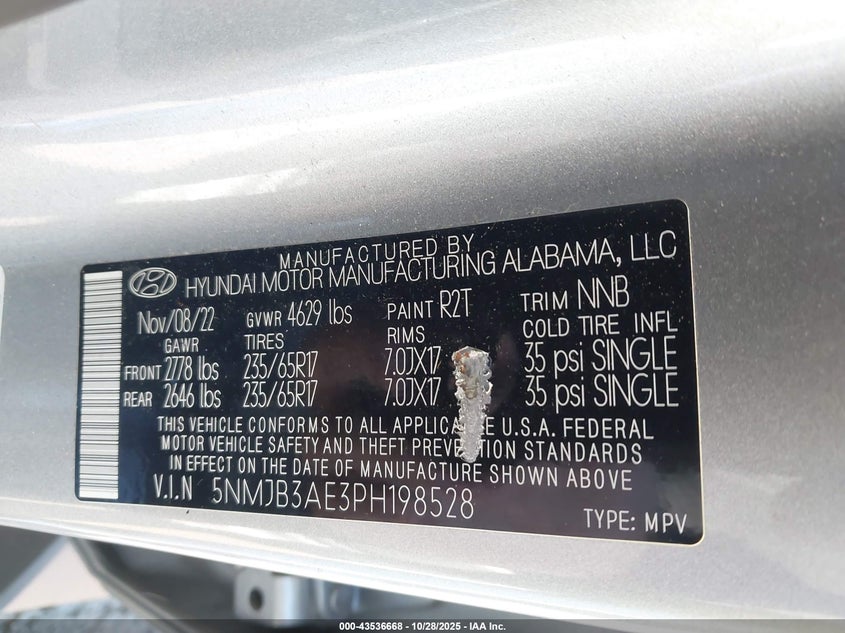 MANUFACTURED BY
HYUNDAI MOTOR MANUFACTURING ALABAMA, LLC
Nov/08/22 GVWR 4629 lbs PAINT R2T TRIM NNB
GAWR TIRES RIMS COLD TIRE INFL
FRONT 2778 lbs 235/65R17 7.0JX17 35 psi SINGLE
REAR 2646 lbs 235/65R17 7.0JX17 35 psi SINGLE
THIS VEHICLE CONFORMS TO ALL APPLICABLE U.S.A. FEDERAL
MOTOR VEHICLE SAFETY AND THEFT PREVENTION STANDARDS
IN EFFECT ON THE DATE OF MANUFACTURE SHOWN ABOVE
V.I.N 5NMJB3AE3PH198528
TYPE: MPV
000-43536668 - 10/28/2025 - IAA Inc.